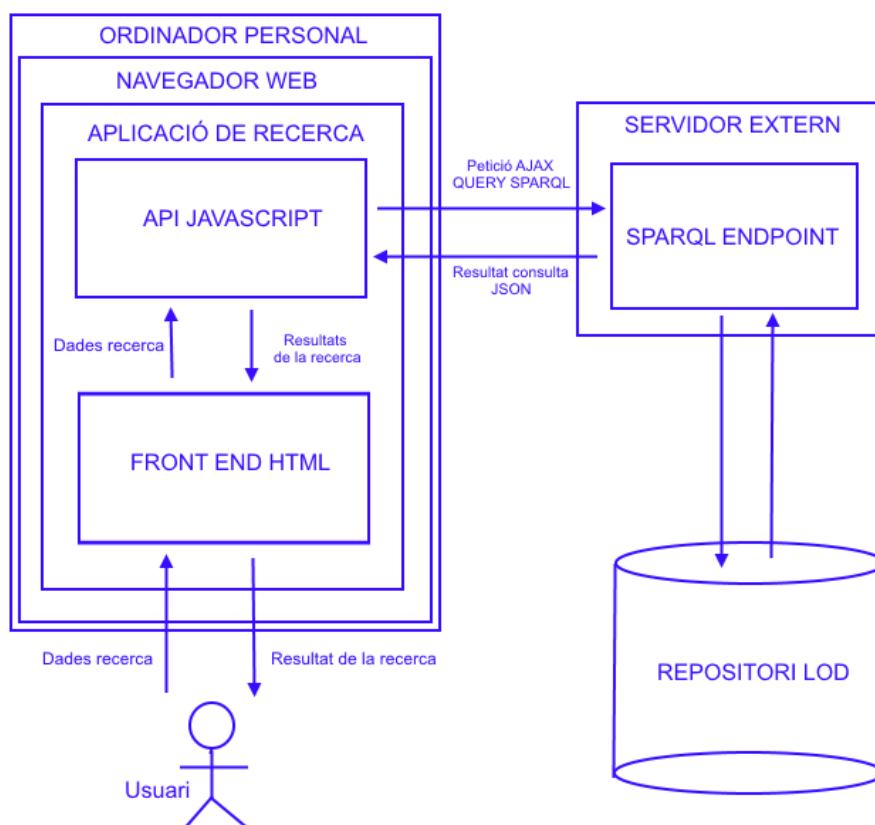 ORDINADOR PERSONAL
NAVEGADOR WEB
APLICACIÓ DE RECERCA
API JAVASCRIPT
Dades recerca
Resultats
de la recerca
FRONT END HTML
Dades recerca
Resultat de la recerca
Usuari
Petició AJAX
QUERY SPARQL
Resultat consulta
JSON
SERVIDOR EXTERN
SPARQL ENDPOINT
REPOSITORI LOD